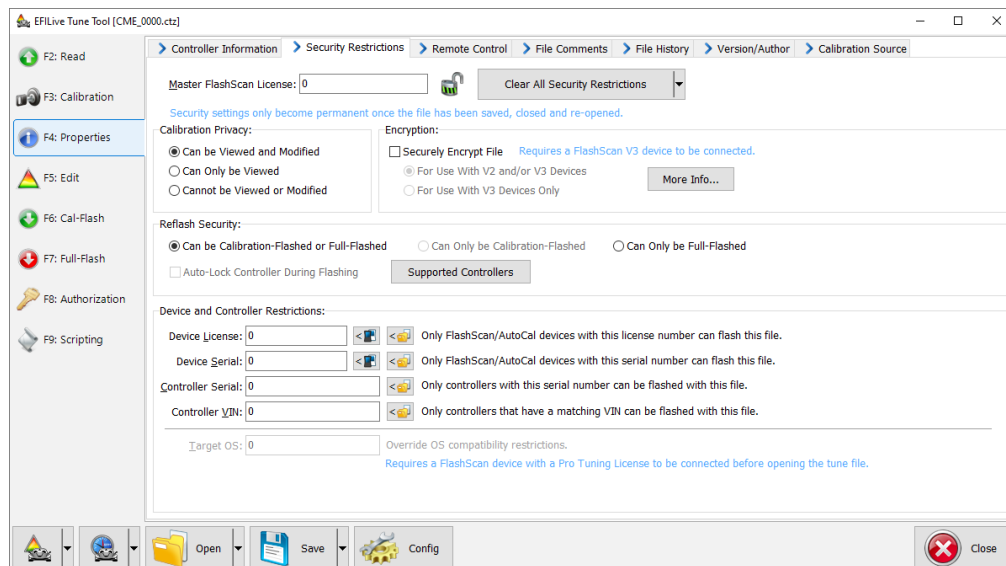 EFILive Tune Tool [CME_0000.ctz]
F2: Read
F3: Calibration
F4: Properties
F5: Edit
F6: Cal-Flash
F7: Full-Flash
F8: Authorization
F9: Scripting
Controller Information
Security Restrictions
Remote Control
File Comments
File History
Version/Author
Calibration Source
Master FlashScan License: 0
Clear All Security Restrictions
Security settings only become permanent once the file has been saved, closed and re-opened.
Calibration Privacy:
Can be Viewed and Modified
Can Only be Viewed
Cannot be Viewed or Modified
Encryption:
Securely Encrypt File Requires a FlashScan V3 device to be connected.
For Use With V2 and/or V3 Devices
For Use With V3 Devices Only
More Info...
Reflash Security:
Can be Calibration-Flashed or Full-Flashed Can Only be Calibration-Flashed Can Only be Full-Flashed
Auto-Lock Controller During Flashing Supported Controllers
Device and Controller Restrictions:
Device License: 0 < < Only FlashScan/AutoCal devices with this license number can flash this file.
Device Serial: 0 < < Only FlashScan/AutoCal devices with this serial number can flash this file.
Controller Serial: 0 < Only controllers with this serial number can be flashed with this file.
Controller VIN: 0 < Only controllers that have a matching VIN can be flashed with this file.
Target OS: 0 Override OS compatibility restrictions.
Requires a FlashScan device with a Pro Tuning License to be connected before opening the tune file.
Open
Save
Config
Close